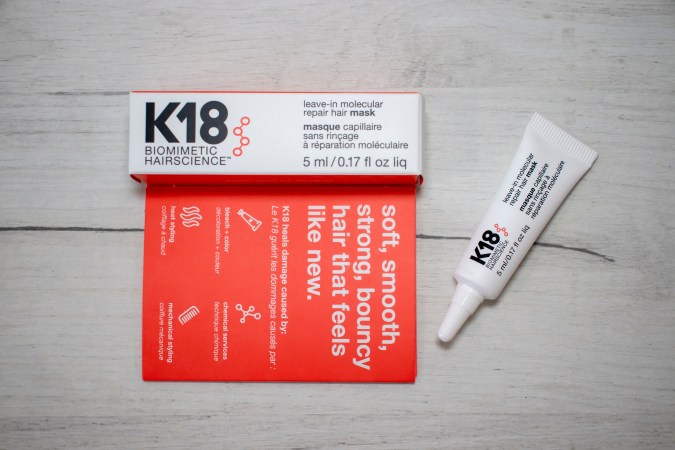 K18
BIOMIMETIC
HAIRSCIENCE™
leave-in molecular
repair hair mask
masque capillaire
sans rinçage
à réparation moléculaire
5 ml/0.17 fl oz liq
soft, smooth,
strong, bouncy
hair that feels
like new.
K18 heals damage caused by:
Le K18 guérit les dommages causés par :
bleach + color
décoloration + couleur
chemical services
technique chimique
heat styling
coiffage à chaud
mechanical styling
coiffure mécanique
leave-in molecular
repair hair mask
masque capillaire
sans rinçage à
réparation moléculaire
K18
BIOMIMETIC
HAIRSCIENCE
5 ml/0.17 fl oz liq